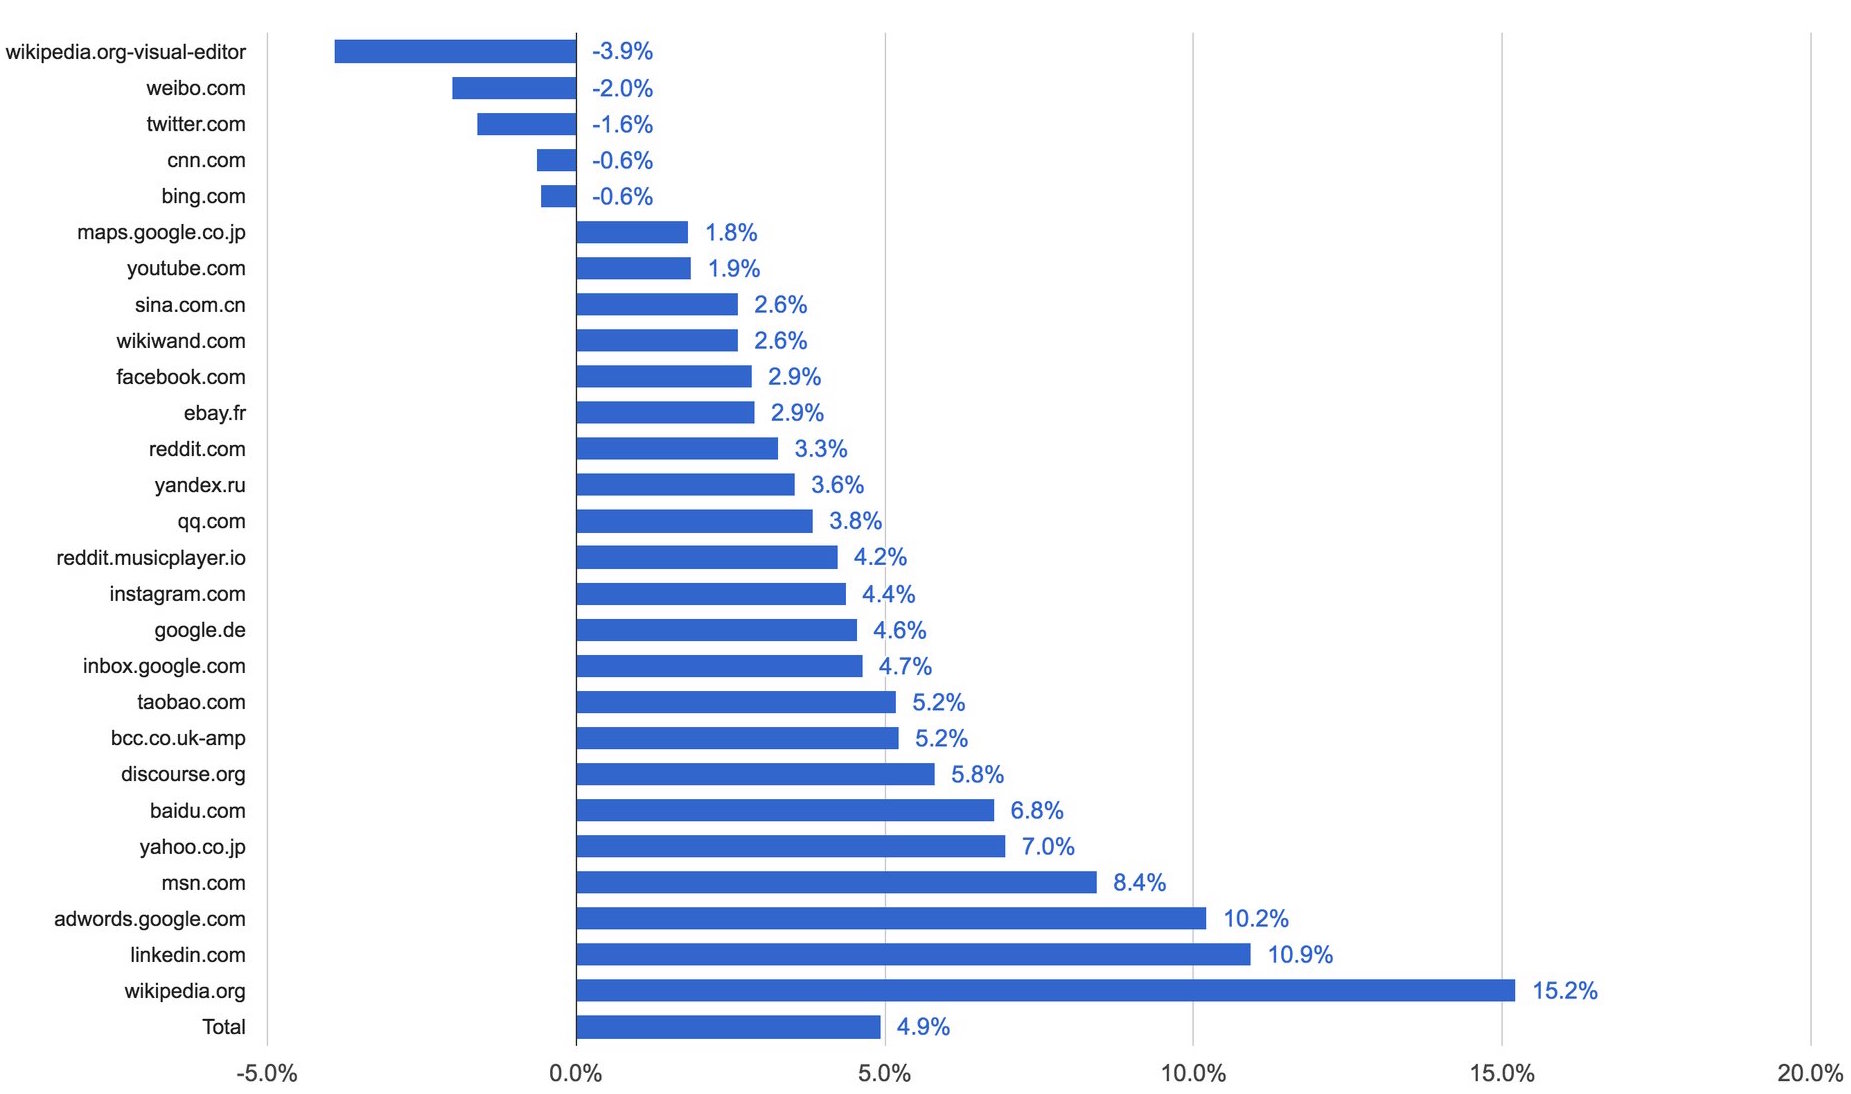 wikipedia.org-visual-editor -3.9%
weibo.com -2.0%
twitter.com -1.6%
cnn.com -0.6%
bing.com -0.6%
maps.google.co.jp 1.8%
youtube.com 1.9%
sina.com.cn 2.6%
wikiwand.com 2.6%
facebook.com 2.9%
ebay.fr 2.9%
reddit.com 3.3%
yandex.ru 3.6%
qq.com 3.8%
reddit.musicplayer.io 4.2%
instagram.com 4.4%
google.de 4.6%
inbox.google.com 4.7%
taobao.com 5.2%
bcc.co.uk-amp 5.2%
discourse.org 5.8%
baidu.com 6.8%
yahoo.co.jp 7.0%
msn.com 8.4%
adwords.google.com 10.2%
linkedin.com 10.9%
wikipedia.org 15.2%
Total 4.9%
-5.0% 0.0% 5.0% 10.0% 15.0% 20.0%